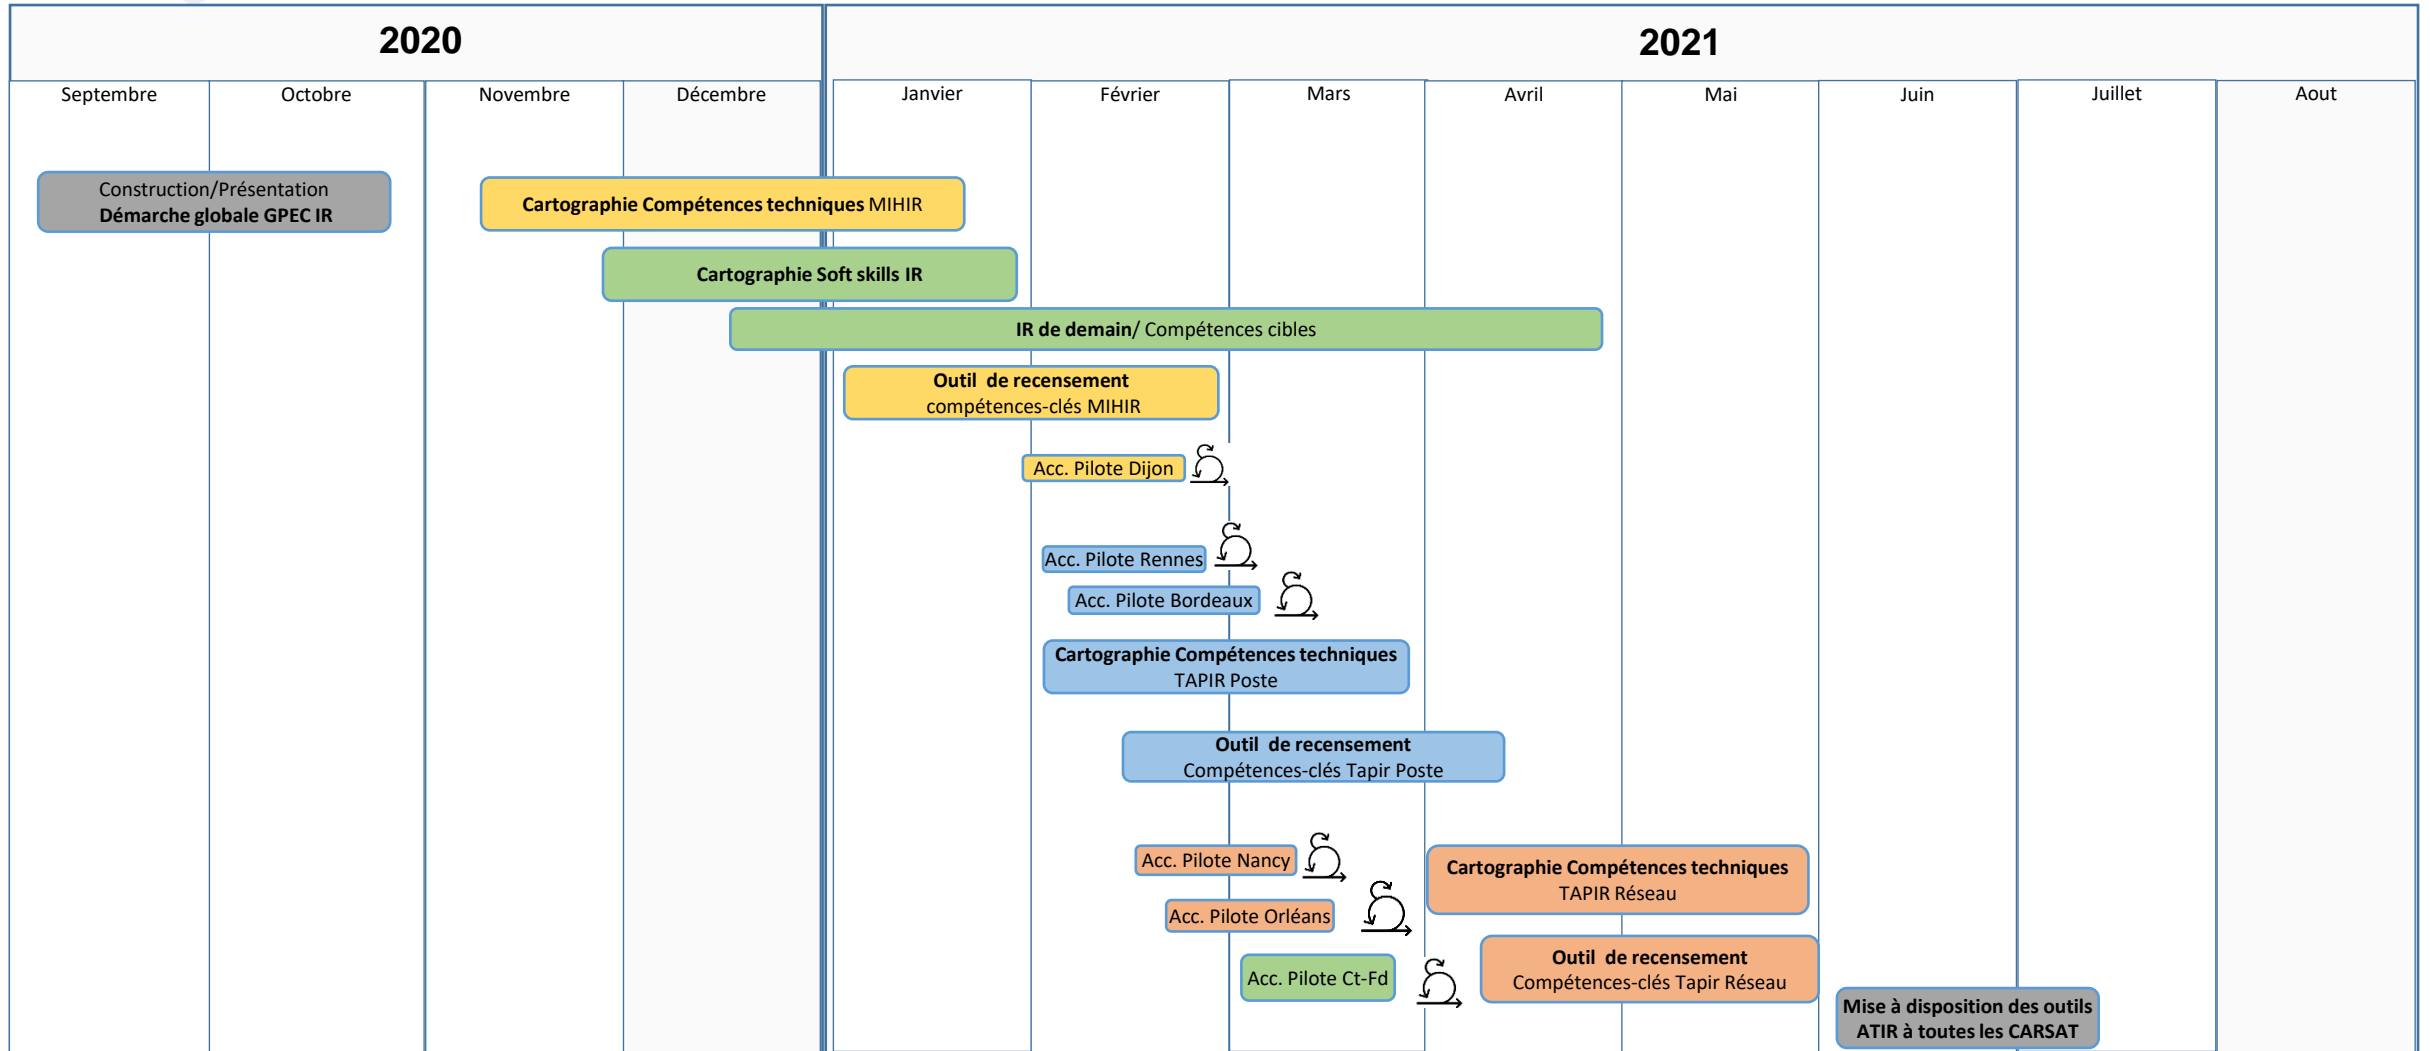 2020
2021
Septembre
Octobre
Novembre
Décembre
Janvier
Février
Mars
Avril
Mai
Juin
Juillet
Aout
Construction/Présentation
Démarche globale GPEC IR
Cartographie Compétences techniques MIHIR
Cartographie Soft skills IR
IR de demain/ Compétences cibles
Outil de recensement
compétences-clés MIHIR
Acc. Pilote Dijon
Acc. Pilote Rennes
Acc. Pilote Bordeaux
Cartographie Compétences techniques
TAPIR Poste
Outil de recensement
Compétences-clés Tapir Poste
Acc. Pilote Nancy
Cartographie Compétences techniques
TAPIR Réseau
Acc. Pilote Orléans
Acc. Pilote Ct-Fd
Outil de recensement
Compétences-clés Tapir Réseau
Mise à disposition des outils
ATIR à toutes les CARSAT